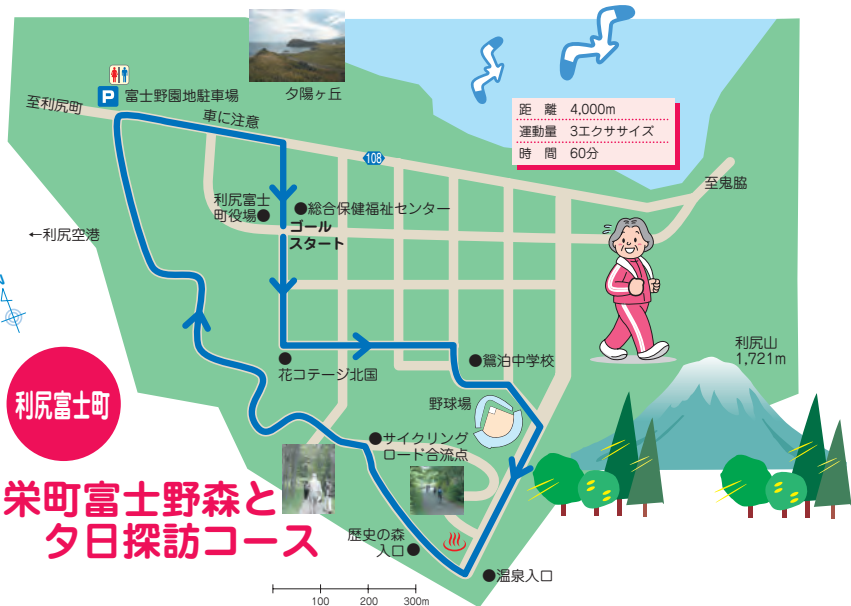 夕陽ヶ丘
P 富士野園地駐車場
至利尻町
車に注意
距　離　4,000m
運動量　3エクササイズ
時　間　60分
108
至鬼脇
利尻富士
町役場●
●総合保健福祉センター
ゴール
スタート
←利尻空港
花コテージ北国
●鴛泊中学校
利尻山
1,721m
利尻富士町
野球場
●サイクリング
ロード合流点
栄町富士野森と
夕日探訪コース
歴史の森
入口●
●温泉入口
100 200 300m